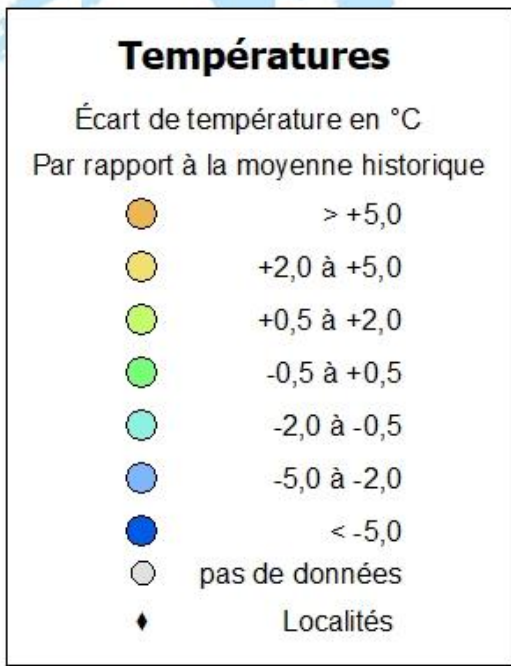 Températures
Écart de température en °C
Par rapport à la moyenne historique
> +5,0
+2,0 à +5,0
+0,5 à +2,0
-0,5 à +0,5
-2,0 à -0,5
-5,0 à -2,0
< -5,0
pas de données
Localités